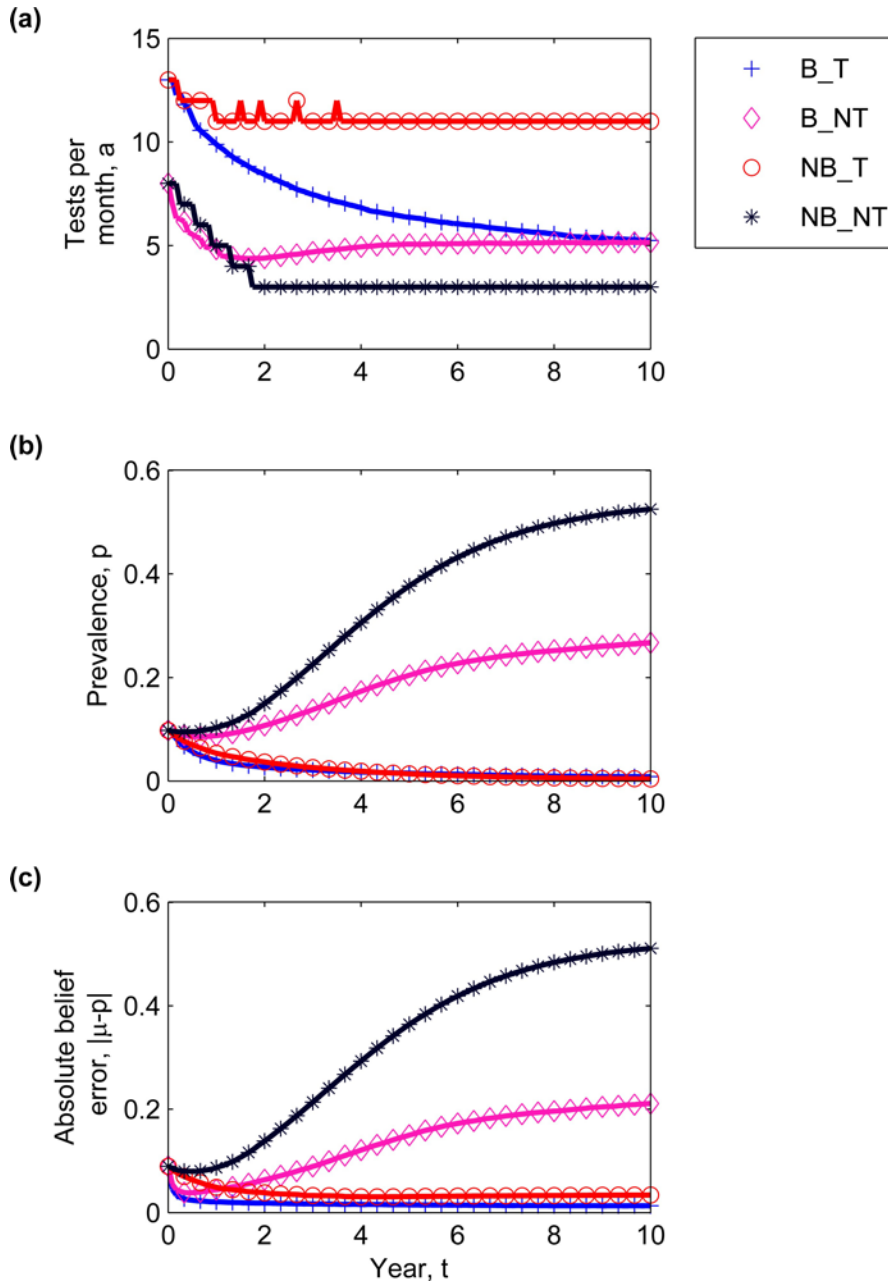 (a)
15
10
5
0
Tests per
month, a
0 2 4 6 8 10
B_T
B_NT
NB_T
NB_NT
(b)
0.6
0.4
0.2
0
Prevalence, p
0 2 4 6 8 10
(c)
0.6
0.4
0.2
0
Absolute belief
error, |μ-p|
0 2 4 6 8 10
Year, t